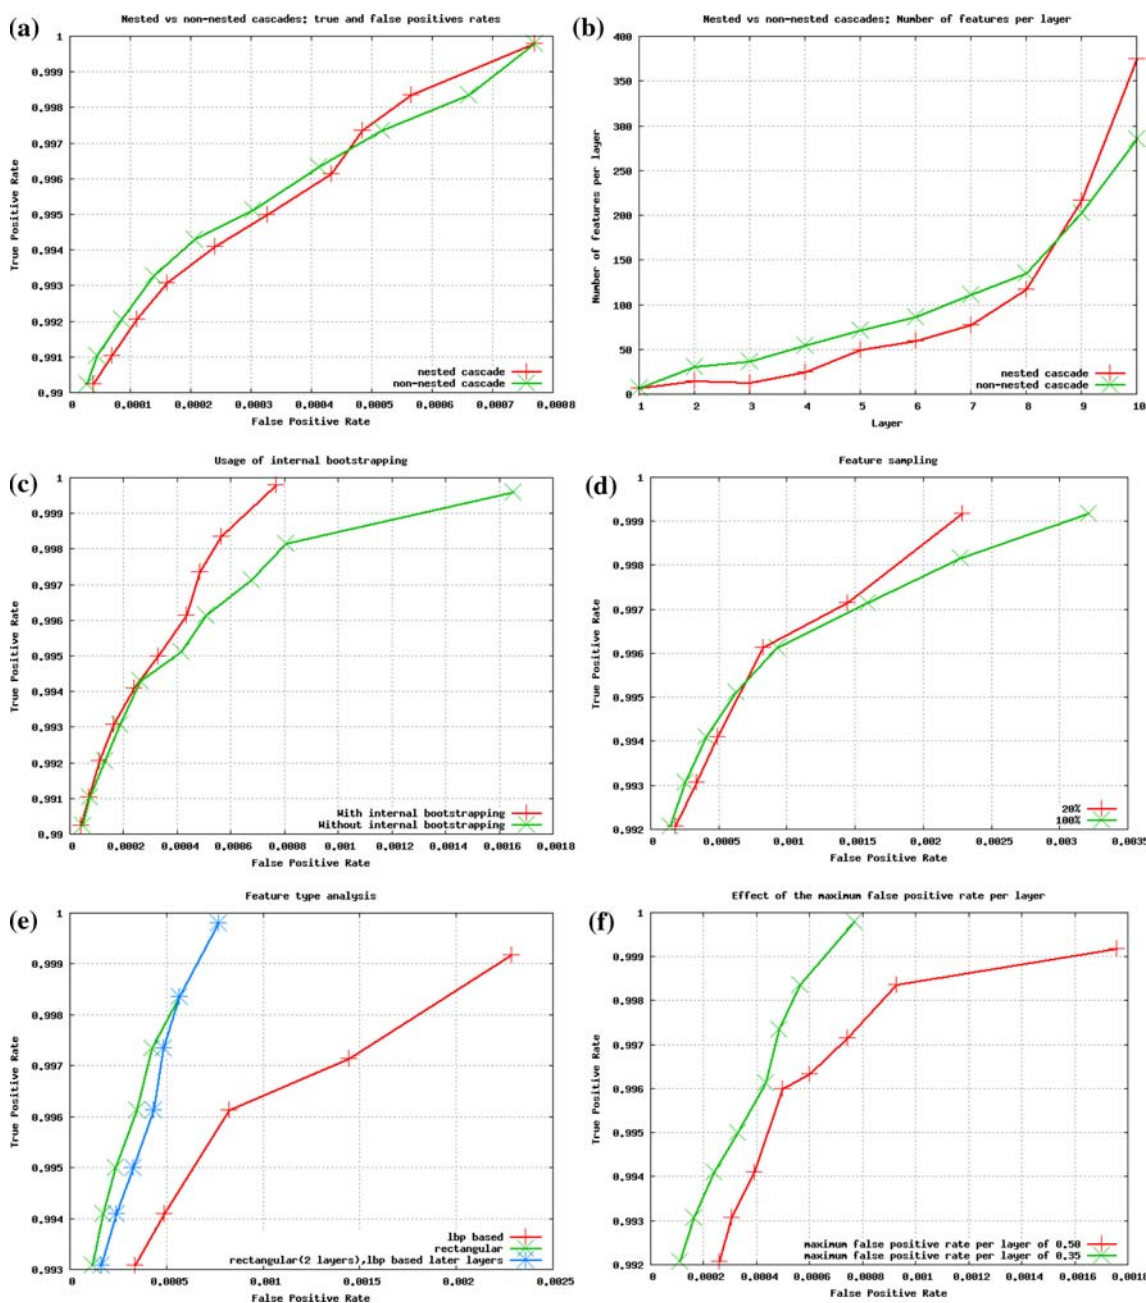 (a)
Nested vs non-nested cascades: true and false positives rates
True Positive Rate
1
0,999
0,998
0,997
0,996
0,995
0,994
0,993
0,992
0,991
0,99
nested cascade
non-nested cascade
0 0,0001 0,0002 0,0003 0,0004 0,0005 0,0006 0,0007 0,0008
False Positive Rate
(b)
Nested vs non-nested cascades: Number of features per layer
Number of features per layer
400
350
300
250
200
150
100
50
0
nested cascade
non-nested cascade
1 2 3 4 5 6 7 8 9 10
Layer
(c)
Usage of internal bootstrapping
True Positive Rate
1
0,999
0,998
0,997
0,996
0,995
0,994
0,993
0,992
0,991
0,99
With internal bootstrapping
Without internal bootstrapping
0 0,0002 0,0004 0,0006 0,0008 0,001 0,0012 0,0014 0,0016 0,0018
False Positive Rate
(d)
Feature sampling
True Positive Rate
1
0,999
0,998
0,997
0,996
0,995
0,994
0,993
0,992
20%
100%
0 0,0005 0,001 0,0015 0,002 0,0025 0,003 0,0035
False Positive Rate
(e)
Feature type analysis
True Positive Rate
1
0,999
0,998
0,997
0,996
0,995
0,994
0,993
lbp based
rectangular
rectangular(2 layers),lbp based later layers
0 0,0005 0,001 0,0015 0,002 0,0025
False Positive Rate
(f)
Effect of the maximum false positive rate per layer
True Positive Rate
1
0,999
0,998
0,997
0,996
0,995
0,994
0,993
0,992
maximum false positive rate per layer of 0,50
maximum false positive rate per layer of 0,35
0 0,0002 0,0004 0,0006 0,0008 0,001 0,0012 0,0014 0,0016 0,0018
False Positive Rate